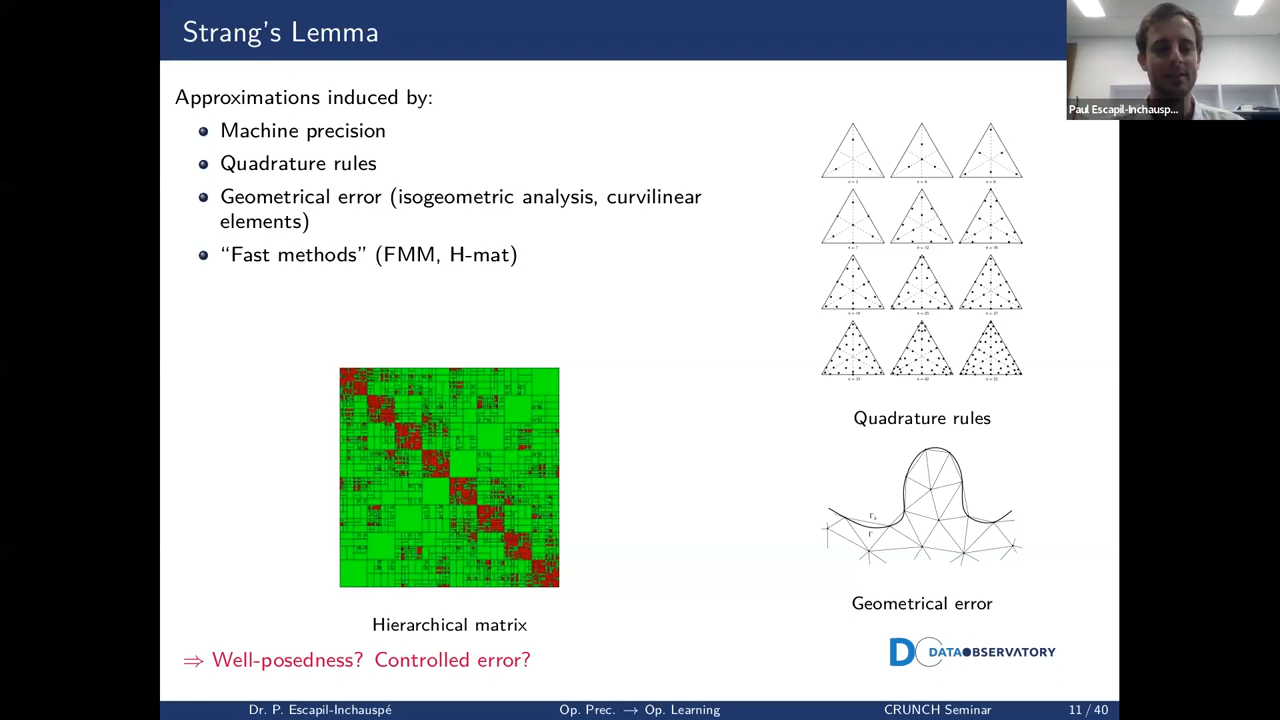 Strang's Lemma
Paul Escapil-Inchausp...
Approximations induced by:
Machine precision
Quadrature rules
Geometrical error (isogeometric analysis, curvilinear
elements)
“Fast methods” (FMM, H-mat)
Quadrature rules
Γ
Geometrical error
Hierarchical matrix
⇒ Well-posedness? Controlled error?
DATAOBSERVATORY
Dr. P. Escapil-Inchauspé
Op. Prec. → Op. Learning
CRUNCH Seminar
11 / 40